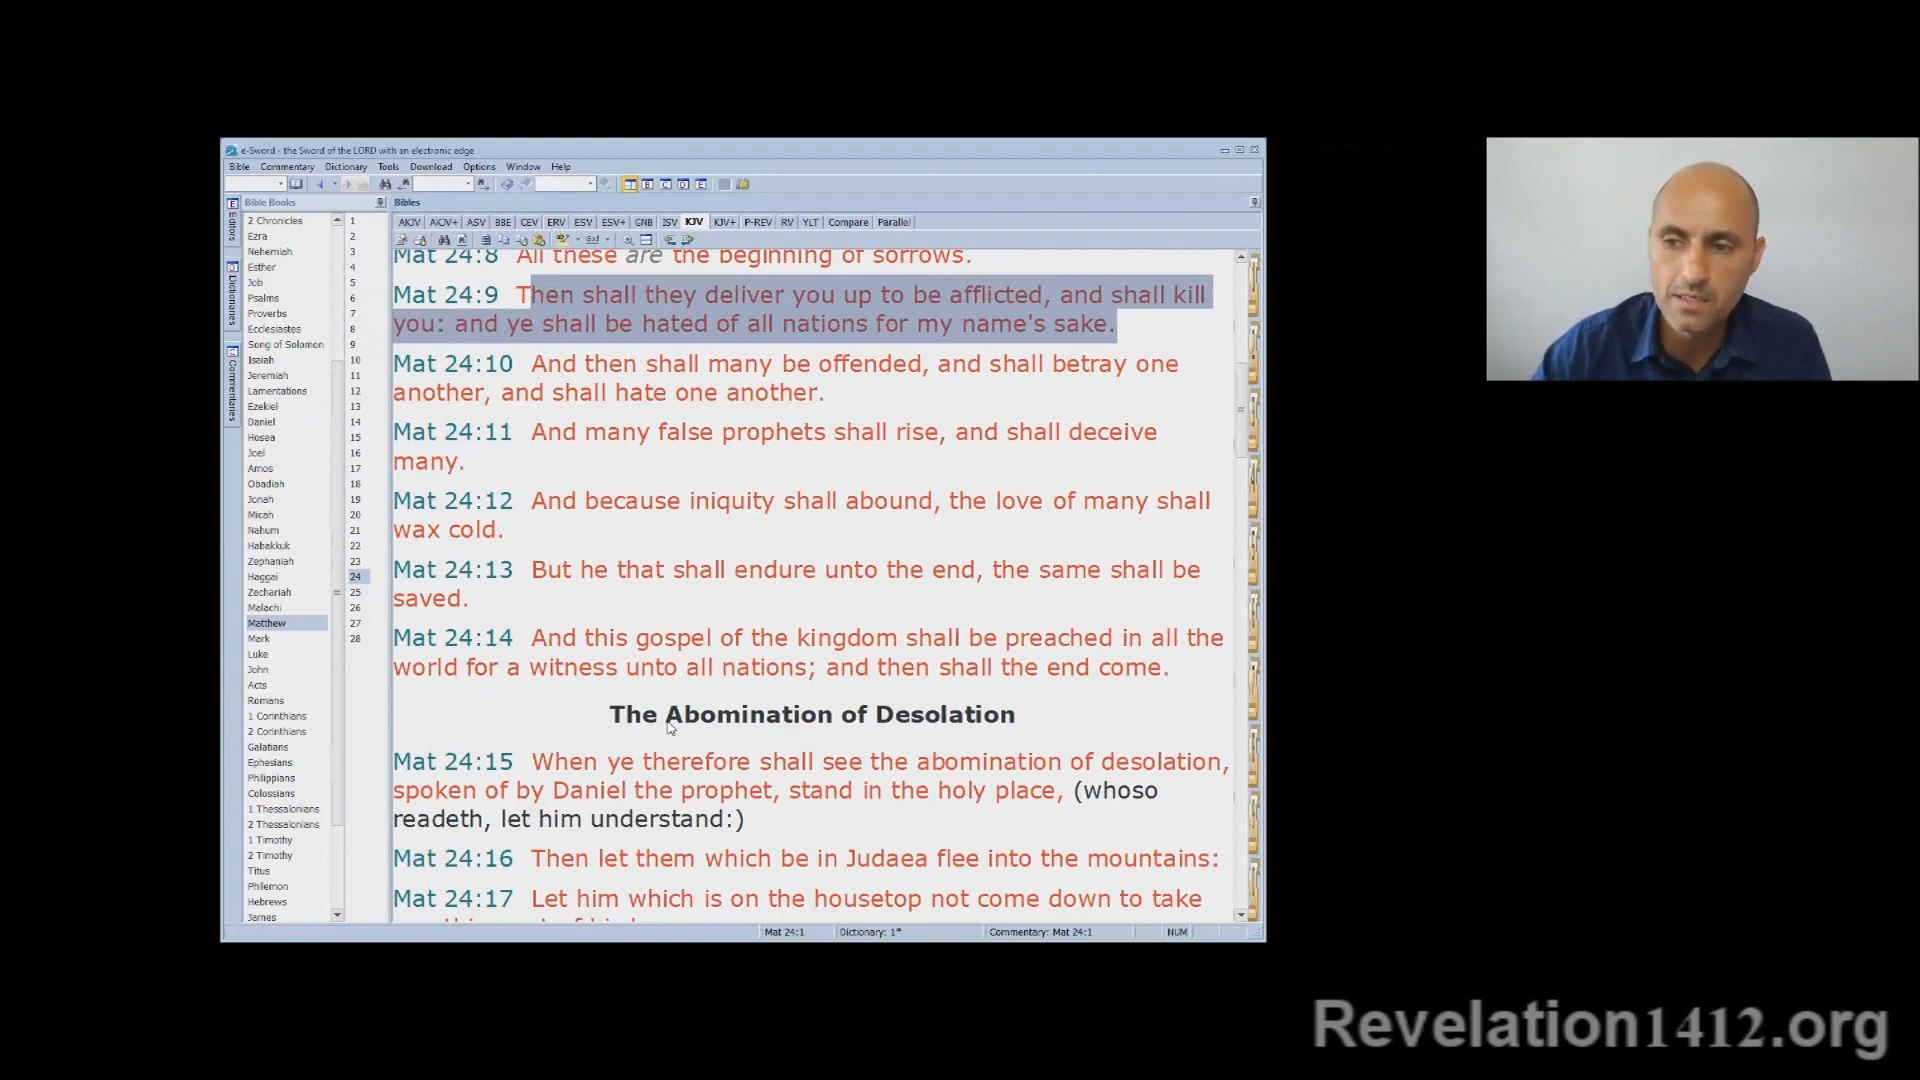 e-Sword - the Sword of the LORD with an electronic edge
Bible Commentary Dictionary Tools Download Options Window Help
Bible Books
Bibles
AKJV AKJV+ ASV BBE CEV ERV ESV ESV+ GNB ISV KJV KJV+ P-REV RV YLT Compare Parallel
Editors
Dictionaries
Commentaries
2 Chronicles
Ezra
Nehemiah
Esther
Job
Psalms
Proverbs
Ecclesiastes
Song of Solomon
Isaiah
Jeremiah
Lamentations
Ezekiel
Daniel
Hosea
Joel
Amos
Obadiah
Jonah
Micah
Nahum
Habakkuk
Zephaniah
Haggai
Zechariah
Malachi
Matthew
Mark
Luke
John
Acts
Romans
1 Corinthians
2 Corinthians
Galatians
Ephesians
Philippians
Colossians
1 Thessalonians
2 Thessalonians
1 Timothy
2 Timothy
Titus
Philemon
Hebrews
James
1
2
3
4
5
6
7
8
9
10
11
12
13
14
15
16
17
18
19
20
21
22
23
24
25
26
27
28
Mat 24:8 All these are the beginning of sorrows.
Mat 24:9 Then shall they deliver you up to be afflicted, and shall kill
you: and ye shall be hated of all nations for my name's sake.
Mat 24:10 And then shall many be offended, and shall betray one
another, and shall hate one another.
Mat 24:11 And many false prophets shall rise, and shall deceive
many.
Mat 24:12 And because iniquity shall abound, the love of many shall
wax cold.
Mat 24:13 But he that shall endure unto the end, the same shall be
saved.
Mat 24:14 And this gospel of the kingdom shall be preached in all the
world for a witness unto all nations; and then shall the end come.
The Abomination of Desolation
Mat 24:15 When ye therefore shall see the abomination of desolation,
spoken of by Daniel the prophet, stand in the holy place, (whoso
readeth, let him understand:)
Mat 24:16 Then let them which be in Judaea flee into the mountains:
Mat 24:17 Let him which is on the housetop not come down to take
Mat 24:1 Dictionary: 1* Commentary: Mat 24:1 NUM
Revelation1412.org